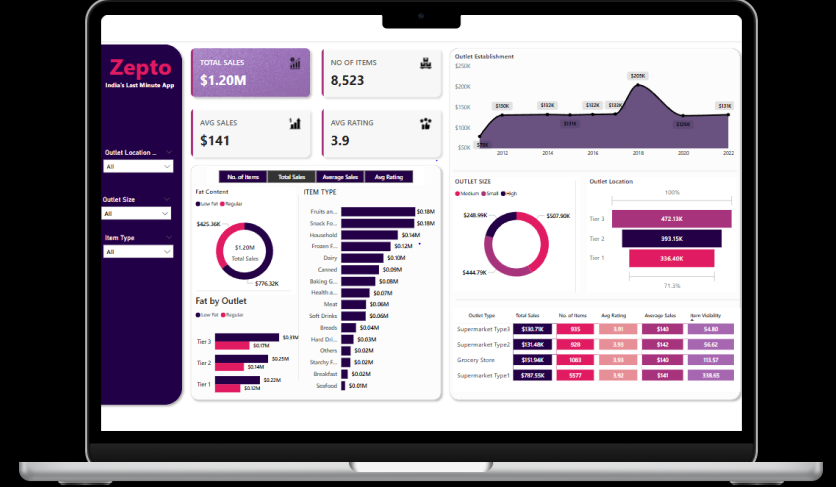 Zepto
India's Last Minute App
Outlet Location ...
All
Outlet Size
All
Item Type
All
TOTAL SALES
$1.20M
NO OF ITEMS
8,523
AVG SALES
$141
AVG RATING
3.9
No. of Items
Total Sales
Average Sales
Avg Rating
Fat Content
Low Fat
Regular
$425.36K
$1.20M
Total Sales
$776.32K
Fat by Outlet
Low Fat
Regular
Tier 3
$0.31M
$0.17M
Tier 2
$0.25M
$0.14M
Tier 1
$0.22M
$0.12M
ITEM TYPE
Fruits an... $0.18M
Snack Fo... $0.18M
Household $0.14M
Frozen F... $0.12M
Dairy $0.10M
Canned $0.09M
Baking G... $0.08M
Health a... $0.07M
Meat $0.06M
Soft Drinks $0.06M
Breads $0.04M
Hard Dri... $0.03M
Others $0.02M
Starchy F... $0.02M
Breakfast $0.02M
Seafood $0.01M
Outlet Establishment
$250K
$200K
$150K
$100K
$50K
$78K
$130K
$132K
$131K
$132K
$133K
$205K
$131K
2012
2014
2016
2018
2020
2022
OUTLET SIZE
Medium
Small
High
$248.99K
$507.90K
$444.79K
Outlet Location
100%
Tier 3 472.13K
Tier 2 393.15K
Tier 1 336.40K
71.3%
Outlet Type Total Sales No. of Items Avg Rating Average Sales Item Visibility
Supermarket Type3 $130.71K 935 3.91 $140 54.80
Supermarket Type2 $131.48K 928 3.93 $142 56.62
Grocery Store $151.94K 1083 3.93 $140 113.57
Supermarket Type1 $787.55K 5577 3.92 $141 338.65